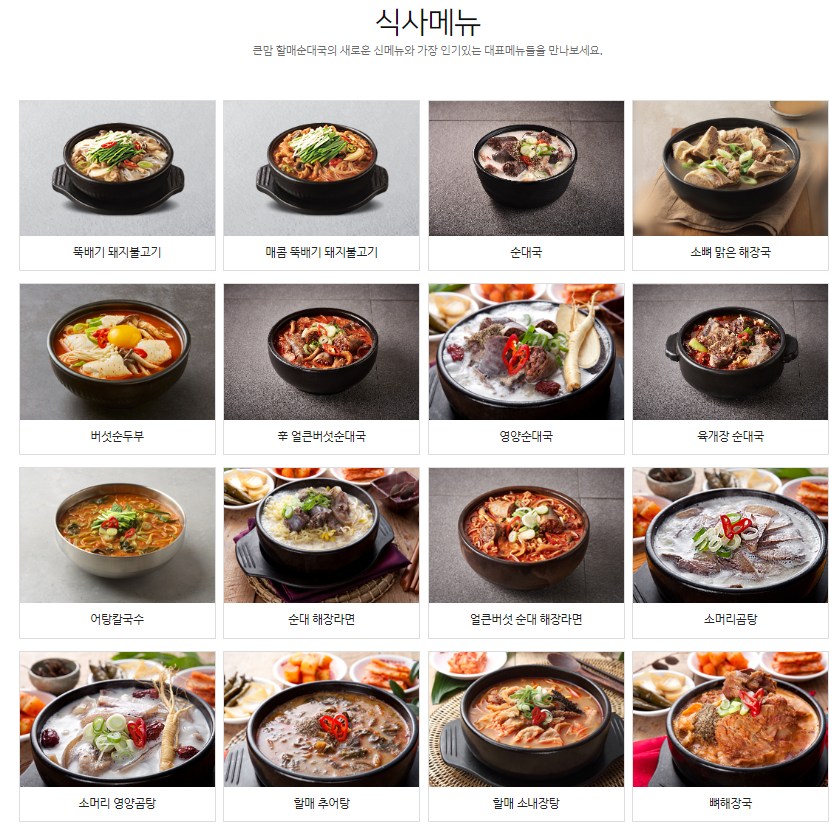 식사메뉴
큰맘 할매순대국의 새로운 신메뉴와 가장 인기있는 대표메뉴들을 만나보세요.
뚝배기 돼지불고기
매콤 뚝배기 돼지불고기
순대국
소뼈 맑은 해장국
버섯순두부
辛 얼큰버섯순대국
영양순대국
육개장 순대국
어탕칼국수
순대 해장라면
얼큰버섯 순대 해장라면
소머리곰탕
소머리 영양곰탕
할매 추어탕
할매 소내장탕
뼈해장국